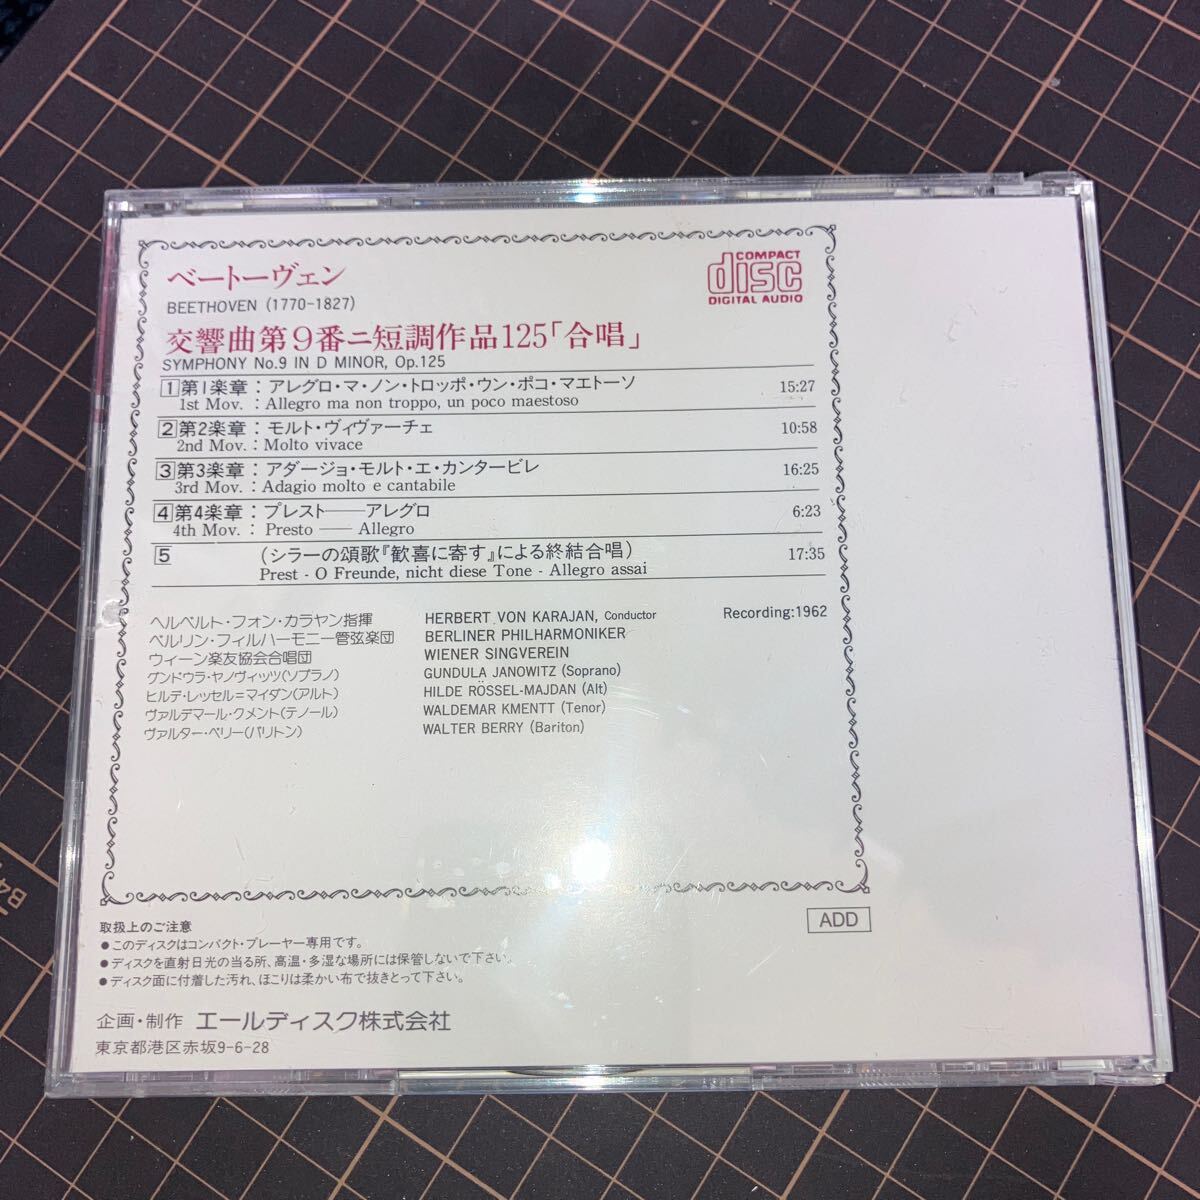 ベートーヴェン
BEETHOVEN (1770-1827)
COMPACT
disc
DIGITAL AUDIO
交響曲第9番ニ短調作品125「合唱」
SYMPHONY No.9 IN D MINOR, Op.125
1 第1楽章：アレグロ・マ・ノン・トロッポ・ウン・ポコ・マエトーソ 15:27
1st Mov. : Allegro ma non troppo, un poco maestoso
2 第2楽章：モルト・ヴィヴァーチェ 10:58
2nd Mov. : Molto vivace
3 第3楽章：アダージョ・モルト・エ・カンタービレ 16:25
3rd Mov. : Adagio molto e cantabile
4 第4楽章：プレスト——アレグロ 6:23
4th Mov. : Presto —— Allegro
5 (シラーの頌歌『歓喜に寄す』による終結合唱) 17:35
Prest - O Freunde, nicht diese Tone - Allegro assai
ヘルベルト・フォン・カラヤン指揮 HERBERT VON KARAJAN, Conductor Recording:1962
ベルリン・フィルハーモニー管弦楽団 BERLINER PHILHARMONIKER
ウィーン楽友協会合唱団 WIENER SINGVEREIN
グンドウラ・ヤノヴィッツ(ソプラノ) GUNDULA JANOWITZ (Soprano)
ヒルデ・レッセル＝マイダン(アルト) HILDE RÖSSEL-MAJDAN (Alt)
ヴァルデマール・クメント(テノール) WALDEMAR KMENTT (Tenor)
ヴァルター・ベリー(バリトン) WALTER BERRY (Bariton)
ADD
取扱上のご注意
●このディスクはコンパクト・プレーヤー専用です。
●ディスクを直射日光の当る所、高温・多湿な場所には保管しないで下さい。
●ディスク面に付着した汚れ、ほこりは柔かい布で抜きとって下さい。
企画・制作 エールディスク株式会社
東京都港区赤坂9-6-28
B4